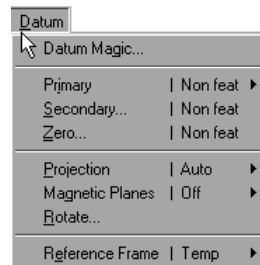 Datum
Datum Magic...
Primary | Non feat
Secondary... | Non feat
Zero... | Non feat
Projection | Auto
Magnetic Planes | Off
Rotate...
Reference Frame | Temp